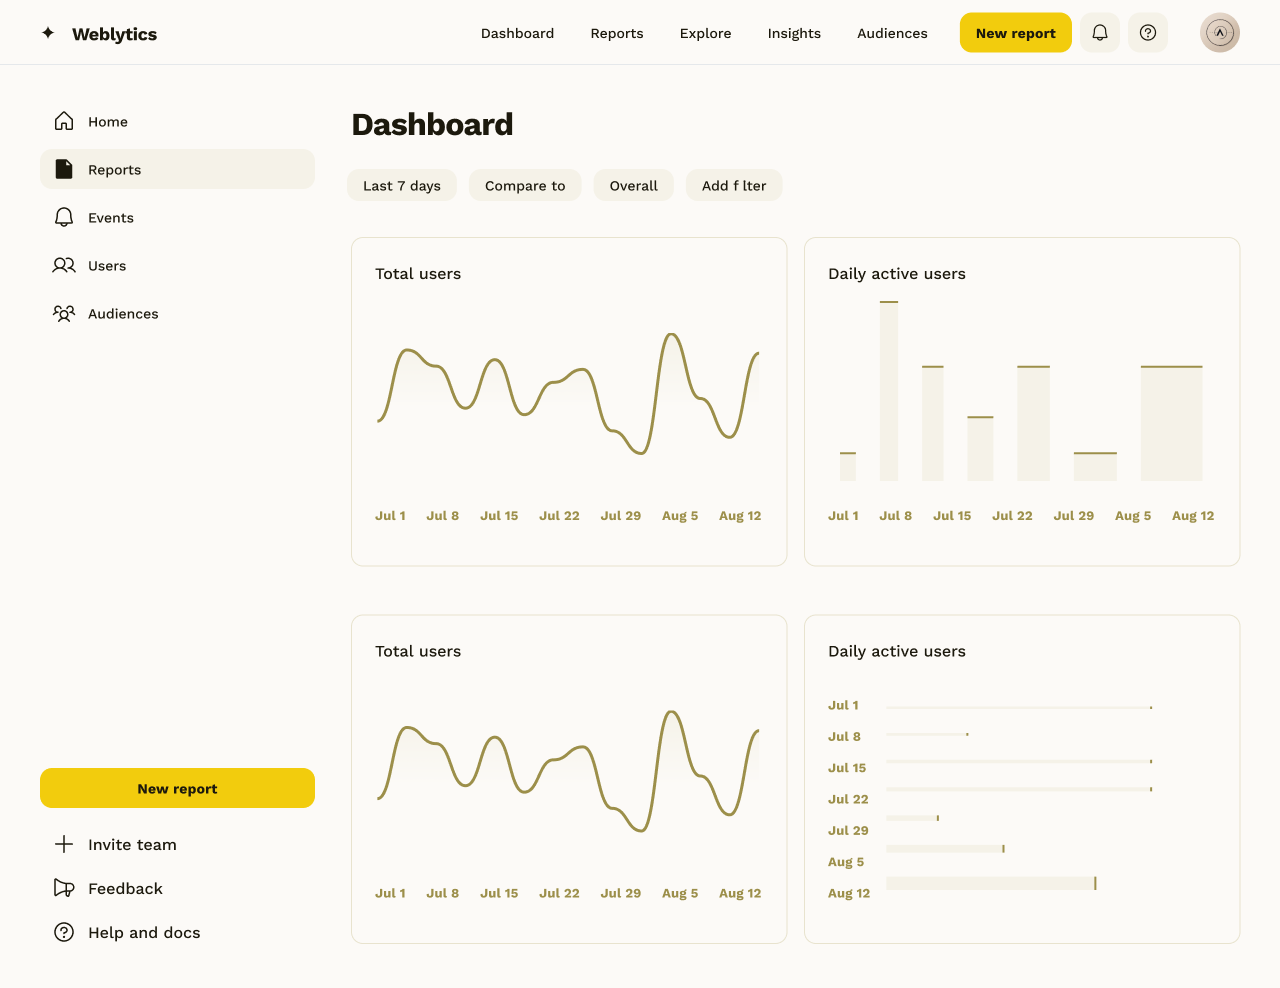 Weblytics
Dashboard
Reports
Explore
Insights
Audiences
New report
Home
Reports
Events
Users
Audiences
New report
Invite team
Feedback
Help and docs
Dashboard
Last 7 days
Compare to
Overall
Add f lter
Total users
Jul 1 Jul 8 Jul 15 Jul 22 Jul 29 Aug 5 Aug 12
Daily active users
Jul 1 Jul 8 Jul 15 Jul 22 Jul 29 Aug 5 Aug 12
Total users
Jul 1 Jul 8 Jul 15 Jul 22 Jul 29 Aug 5 Aug 12
Daily active users
Jul 1
Jul 8
Jul 15
Jul 22
Jul 29
Aug 5
Aug 12